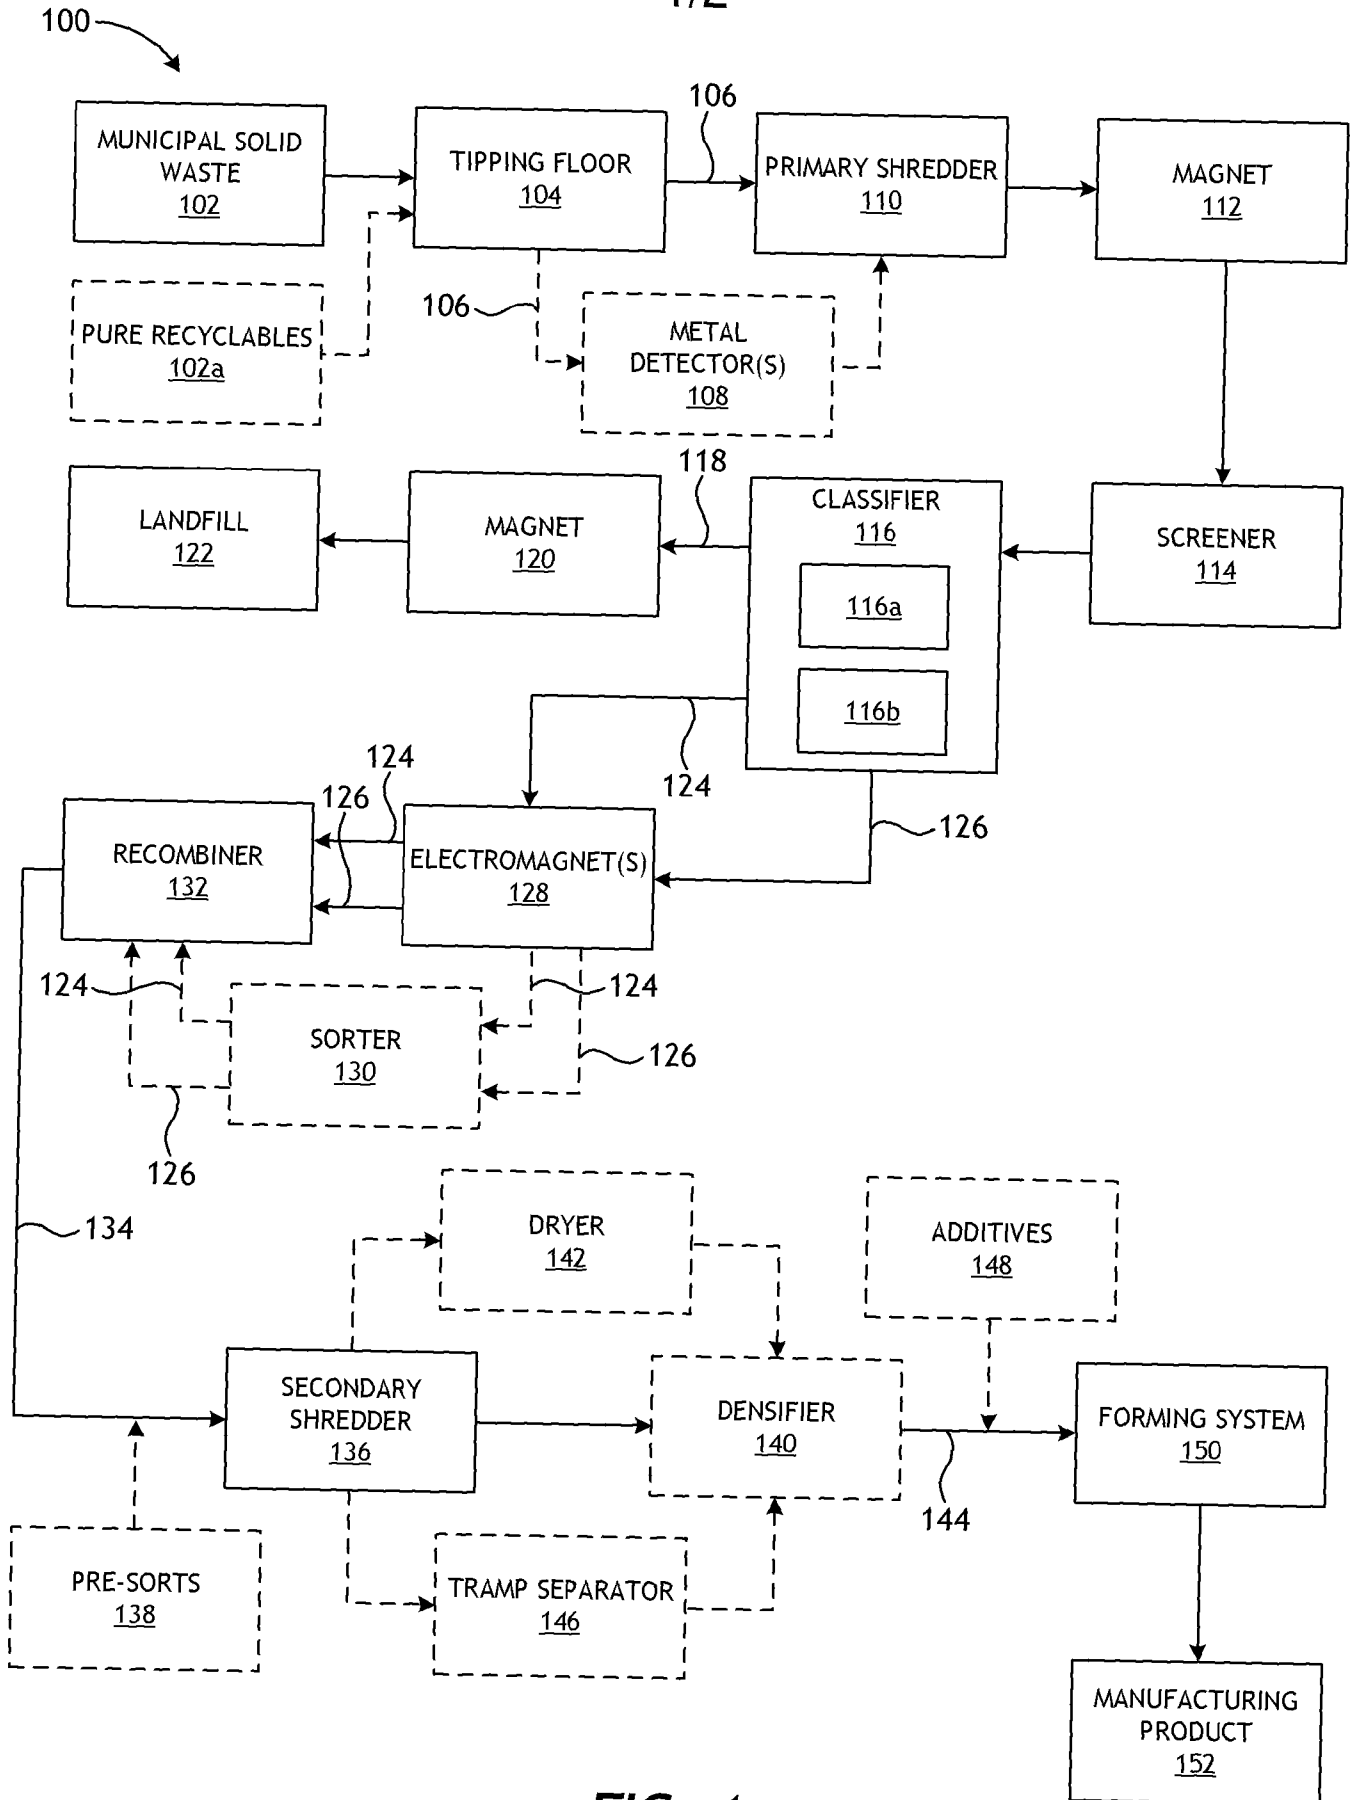 1/2
100
106
MUNICIPAL SOLID
WASTE
102
TIPPING FLOOR
104
PRIMARY SHREDDER
110
MAGNET
112
PURE RECYCLABLES
102a
106
METAL
DETECTOR(S)
108
118
LANDFILL
122
MAGNET
120
CLASSIFIER
116
116a
116b
SCREENER
114
124
126
124
126
RECOMBINER
132
ELECTROMAGNET(S)
128
124
SORTER
130
124
126
126
134
DRYER
142
ADDITIVES
148
SECONDARY
SHREDDER
136
DENSIFIER
140
FORMING SYSTEM
150
144
PRE-SORTS
138
TRAMP SEPARATOR
146
MANUFACTURING
PRODUCT
152